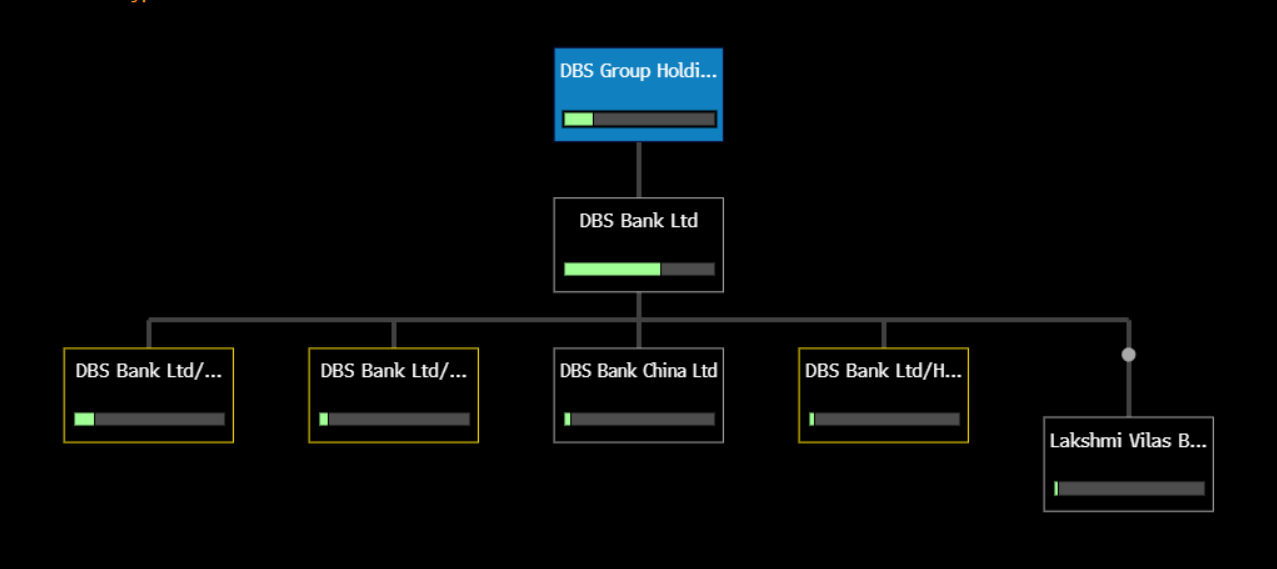 DBS Group Holdi...
DBS Bank Ltd
DBS Bank Ltd/...
DBS Bank Ltd/...
DBS Bank China Ltd
DBS Bank Ltd/H...
Lakshmi Vilas B...